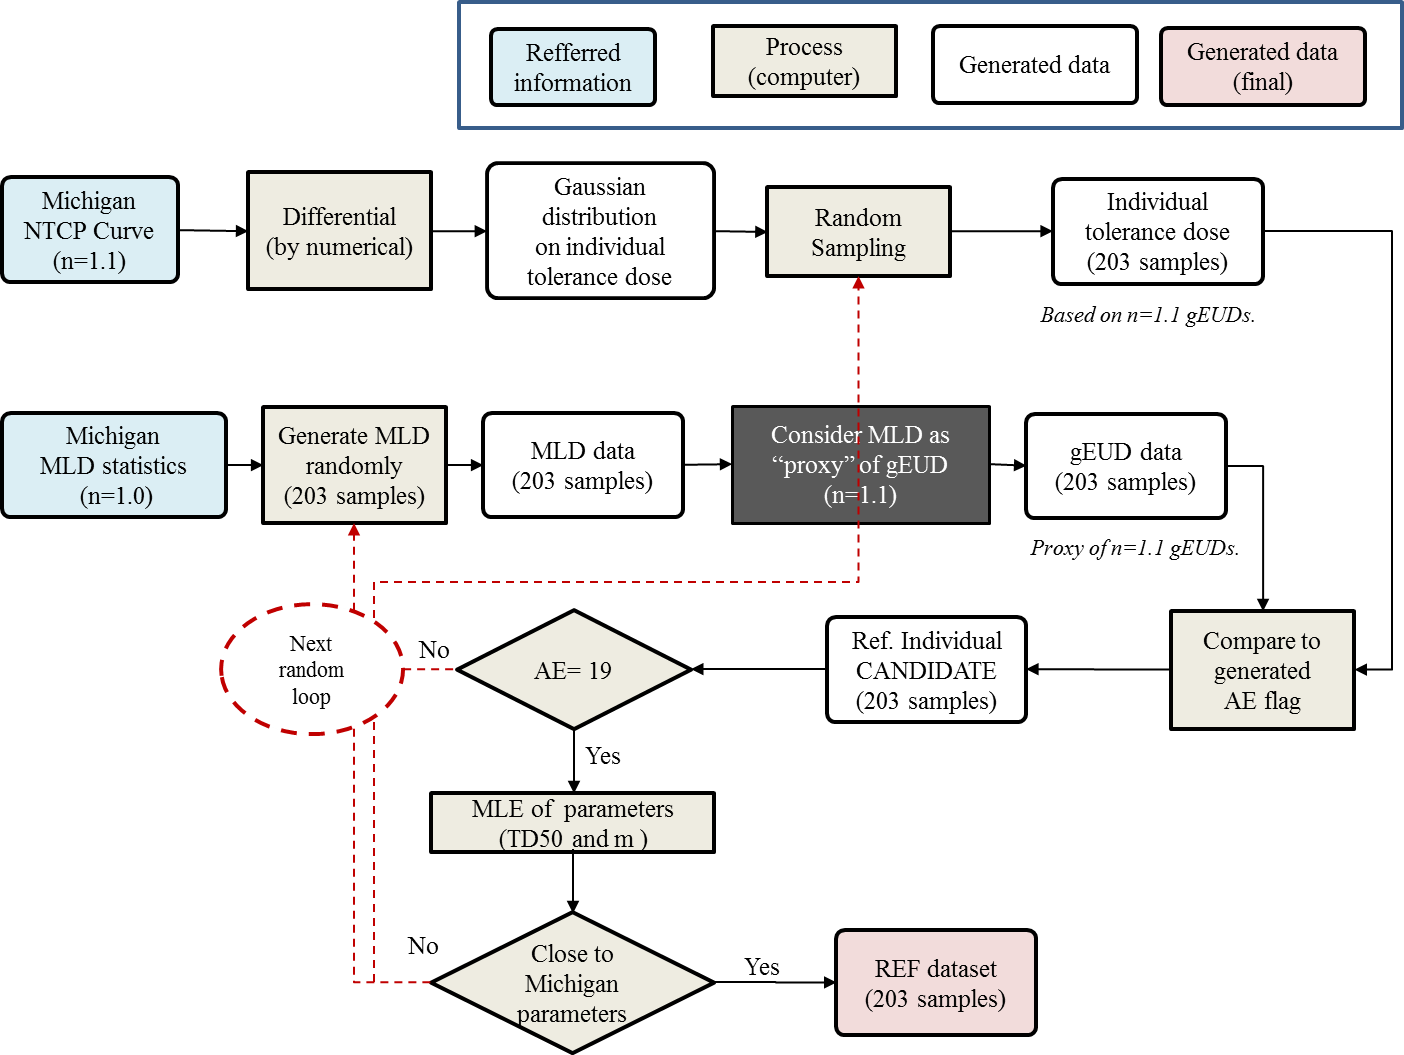 Refferred
information
Process
(computer)
Generated data
Generated data
(final)
Michigan
NTCP Curve
(n=1.1)
Differential
(by numerical)
Gaussian
distribution
on individual
tolerance dose
Random
Sampling
Individual
tolerance dose
(203 samples)
Based on n=1.1 gEUDs.
Michigan
MLD statistics
(n=1.0)
Generate MLD
randomly
(203 samples)
MLD data
(203 samples)
Consider MLD as
“proxy” of gEUD
(n=1.1)
gEUD data
(203 samples)
Proxy of n=1.1 gEUDs.
Next
random
loop
No
AE= 19
Ref. Individual
CANDIDATE
(203 samples)
Compare to
generated
AE flag
Yes
MLE of parameters
(TD50 and m )
No
Close to
Michigan
parameters
Yes
REF dataset
(203 samples)